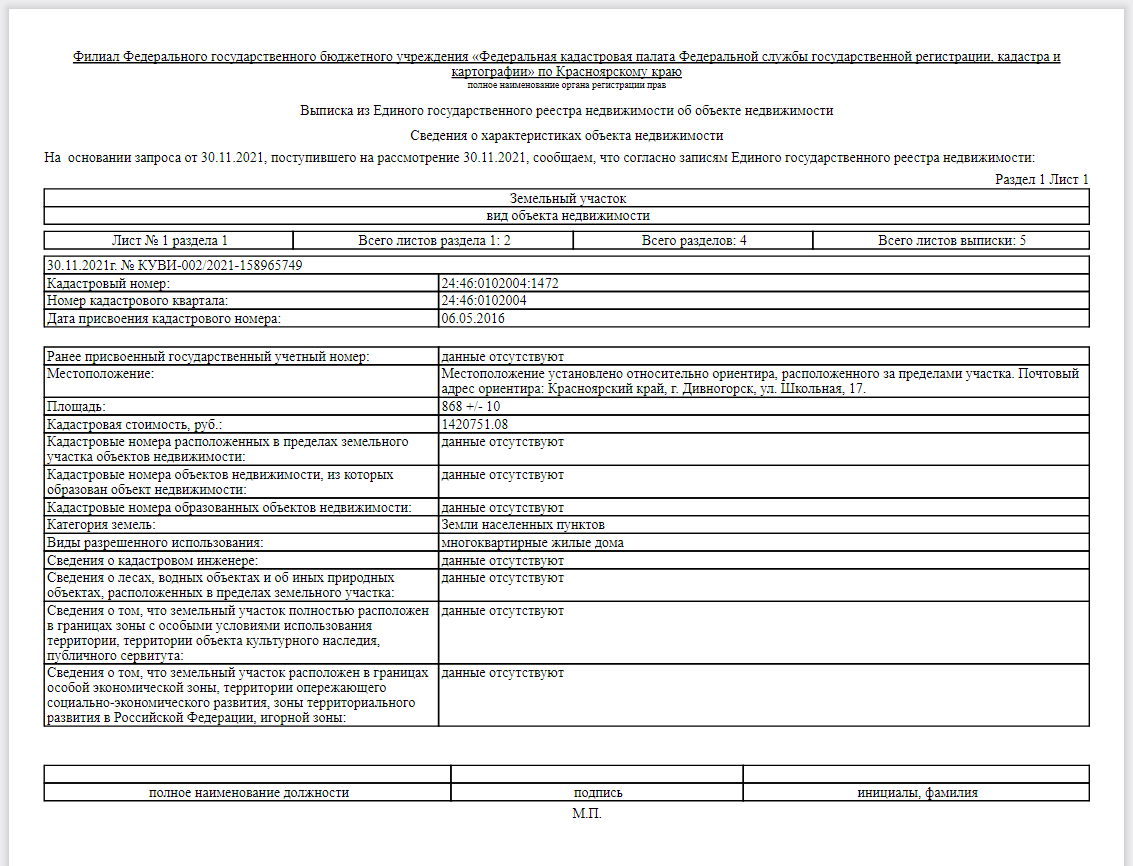 Филиал Федерального государственного бюджетного учреждения «Федеральная кадастровая палата Федеральной службы государственной регистрации, кадастра и
картографии» по Красноярскому краю
полное наименование органа регистрации прав
Выписка из Единого государственного реестра недвижимости об объекте недвижимости
Сведения о характеристиках объекта недвижимости
На основании запроса от 30.11.2021, поступившего на рассмотрение 30.11.2021, сообщаем, что согласно записям Единого государственного реестра недвижимости:
Раздел 1 Лист 1
Земельный участок
вид объекта недвижимости
Лист № 1 раздела 1 Всего листов раздела 1: 2 Всего разделов: 4 Всего листов выписки: 5
30.11.2021г. № КУВИ-002/2021-158965749
Кадастровый номер: 24:46:0102004:1472
Номер кадастрового квартала: 24:46:0102004
Дата присвоения кадастрового номера: 06.05.2016
Ранее присвоенный государственный учетный номер: данные отсутствуют
Местоположение: Местоположение установлено относительно ориентира, расположенного за пределами участка. Почтовый
адрес ориентира: Красноярский край, г. Дивногорск, ул. Школьная, 17.
Площадь: 868 +/- 10
Кадастровая стоимость, руб.: 1420751.08
Кадастровые номера расположенных в пределах земельного данные отсутствуют
участка объектов недвижимости:
Кадастровые номера объектов недвижимости, из которых данные отсутствуют
образован объект недвижимости:
Кадастровые номера образованных объектов недвижимости: данные отсутствуют
Категория земель: Земли населенных пунктов
Виды разрешенного использования: многоквартирные жилые дома
Сведения о кадастровом инженере: данные отсутствуют
Сведения о лесах, водных объектах и об иных природных данные отсутствуют
объектах, расположенных в пределах земельного участка:
Сведения о том, что земельный участок полностью расположен данные отсутствуют
в границах зоны с особыми условиями использования
территории, территории объекта культурного наследия,
публичного сервитута:
Сведения о том, что земельный участок расположен в границах данные отсутствуют
особой экономической зоны, территории опережающего
социально-экономического развития, зоны территориального
развития в Российской Федерации, игорной зоны:
полное наименование должности подпись инициалы, фамилия
М.П.